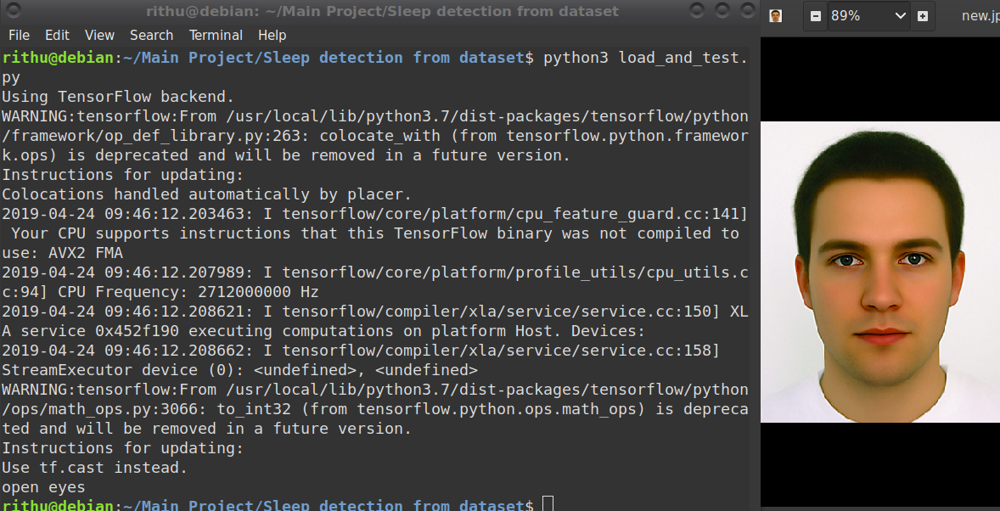 rithu@debian: ~/Main Project/Sleep detection from dataset
89%
new.jp
File Edit View Search Terminal Help
rithu@debian:~/Main Project/Sleep detection from dataset$ python3 load_and_test.
py
Using TensorFlow backend.
WARNING:tensorflow:From /usr/local/lib/python3.7/dist-packages/tensorflow/python
/framework/op_def_library.py:263: colocate_with (from tensorflow.python.framewor
k.ops) is deprecated and will be removed in a future version.
Instructions for updating:
Colocations handled automatically by placer.
2019-04-24 09:46:12.203463: I tensorflow/core/platform/cpu_feature_guard.cc:141]
 Your CPU supports instructions that this TensorFlow binary was not compiled to
use: AVX2 FMA
2019-04-24 09:46:12.207989: I tensorflow/core/platform/profile_utils/cpu_utils.c
c:94] CPU Frequency: 2712000000 Hz
2019-04-24 09:46:12.208621: I tensorflow/compiler/xla/service/service.cc:150] XL
A service 0x452f190 executing computations on platform Host. Devices:
2019-04-24 09:46:12.208662: I tensorflow/compiler/xla/service/service.cc:158]
StreamExecutor device (0): <undefined>, <undefined>
WARNING:tensorflow:From /usr/local/lib/python3.7/dist-packages/tensorflow/python
/ops/math_ops.py:3066: to_int32 (from tensorflow.python.ops.math_ops) is depreca
ted and will be removed in a future version.
Instructions for updating:
Use tf.cast instead.
open eyes
rithu@debian:~/Main Project/Sleep detection from dataset$